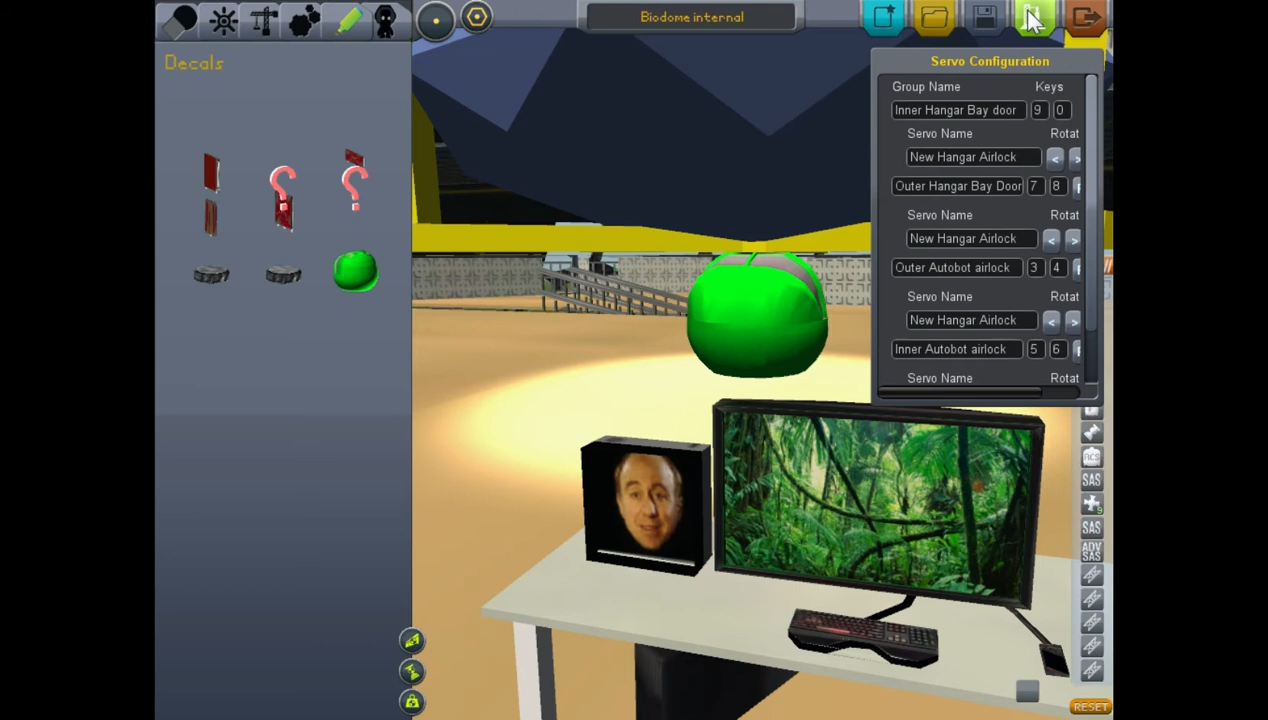 Biodome internal
Decals
Servo Configuration
Group Name Keys
Inner Hangar Bay door 9 0
Servo Name Rotat
New Hangar Airlock < >
Outer Hangar Bay Door 7 8
Servo Name Rotat
New Hangar Airlock < >
Outer Autobot airlock 3 4
Servo Name Rotat
New Hangar Airlock < >
Inner Autobot airlock 5 6
Servo Name Rotat
RCS
SAS
9
SAS
ADV
SAS
RESET